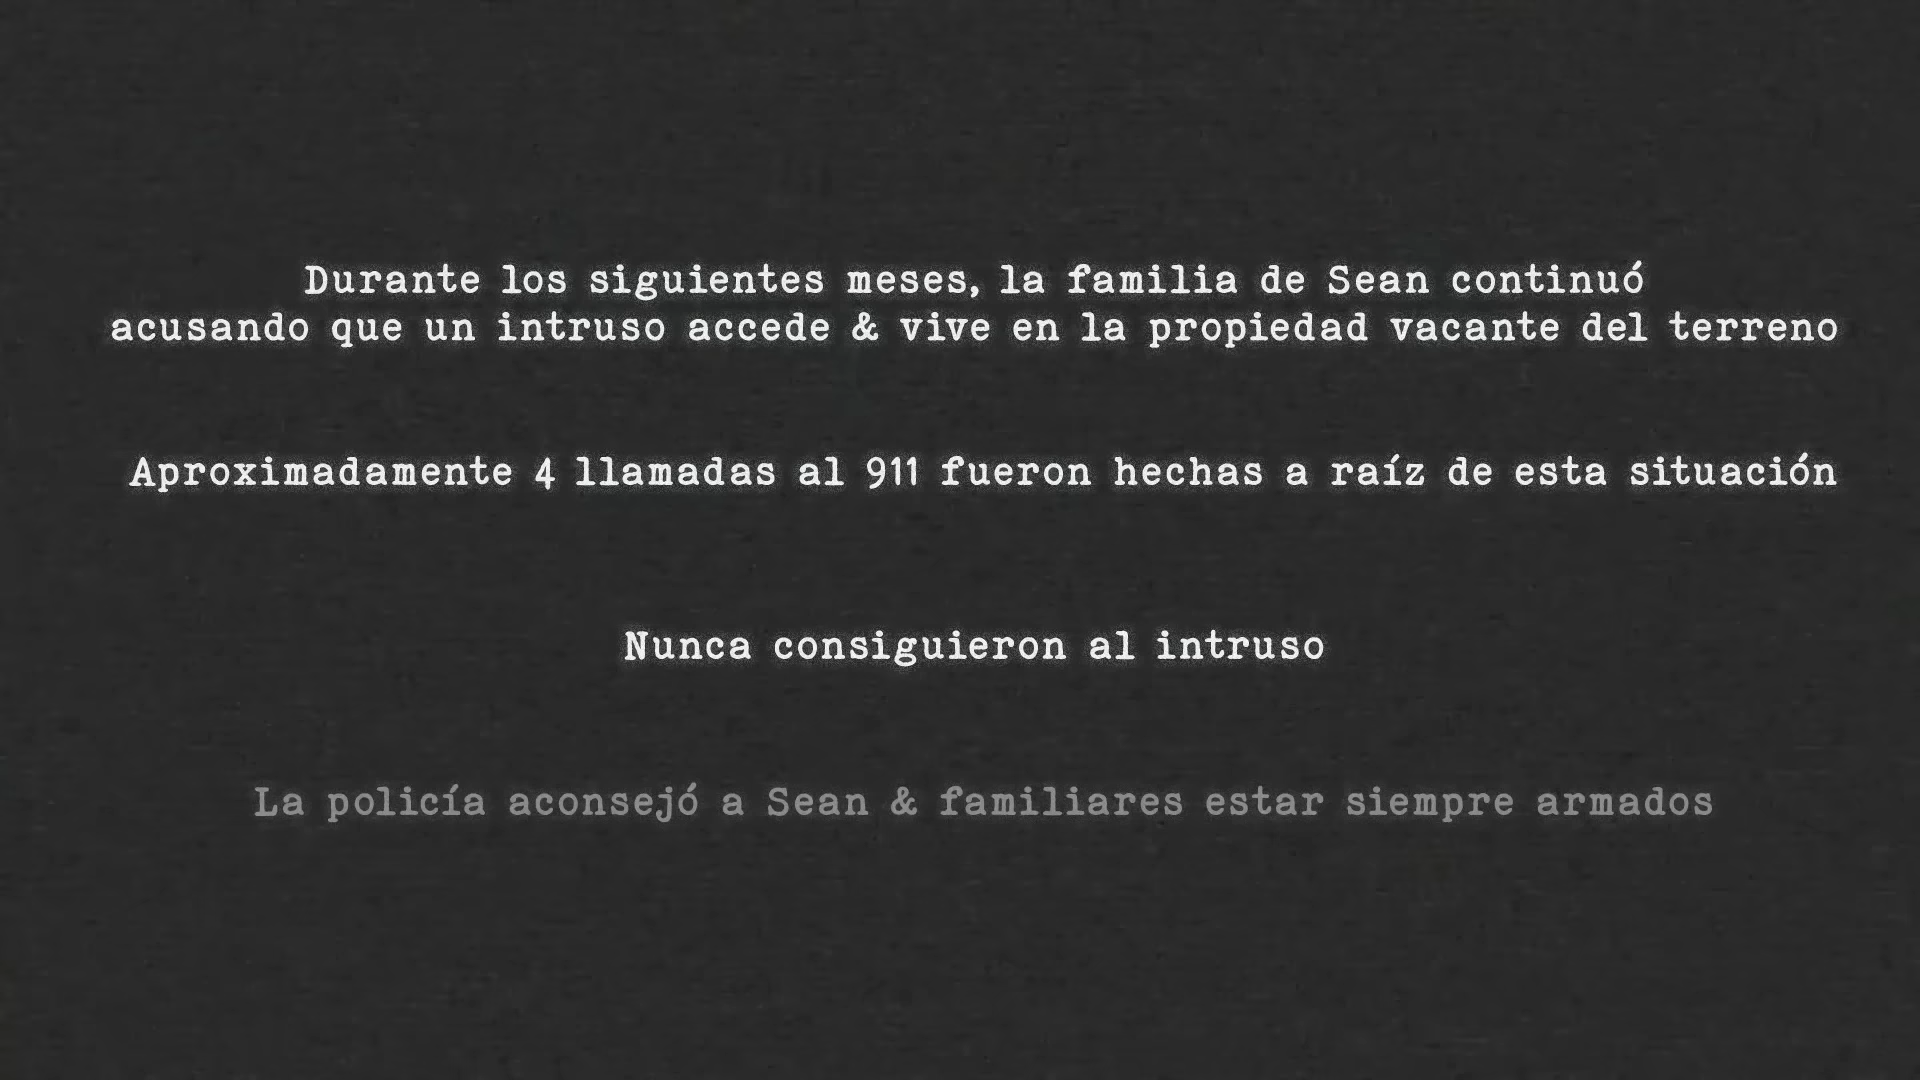 Durante los siguientes meses, la familia de Sean continuó
acusando que un intruso accede & vive en la propiedad vacante del terreno
Aproximadamente 4 llamadas al 911 fueron hechas a raíz de esta situación
Nunca consiguieron al intruso
La policía aconsejó a Sean & familiares estar siempre armados